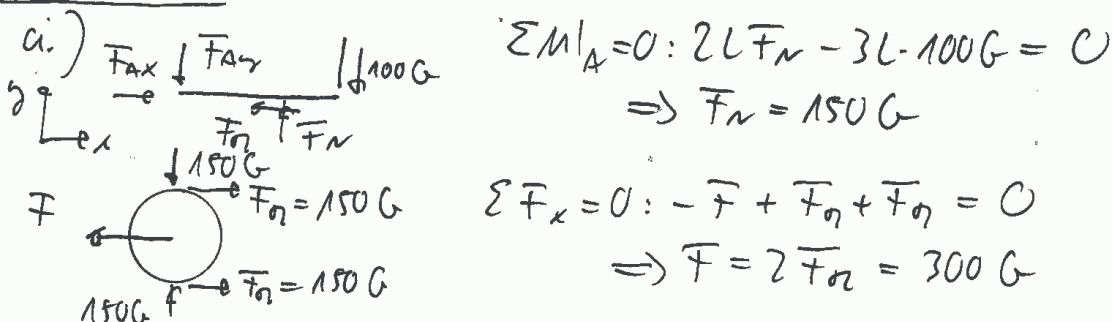 a.) F_Ax F_Ay 100G ΣM|_A=0: 2L F_N - 3L·100G = 0
y x F_R F_N ⇒ F_N = 150G
150G
F F_R = 150G ΣF_x=0: -F + F_R + F_R = 0
F_R = 150G ⇒ F = 2F_R = 300G
150G